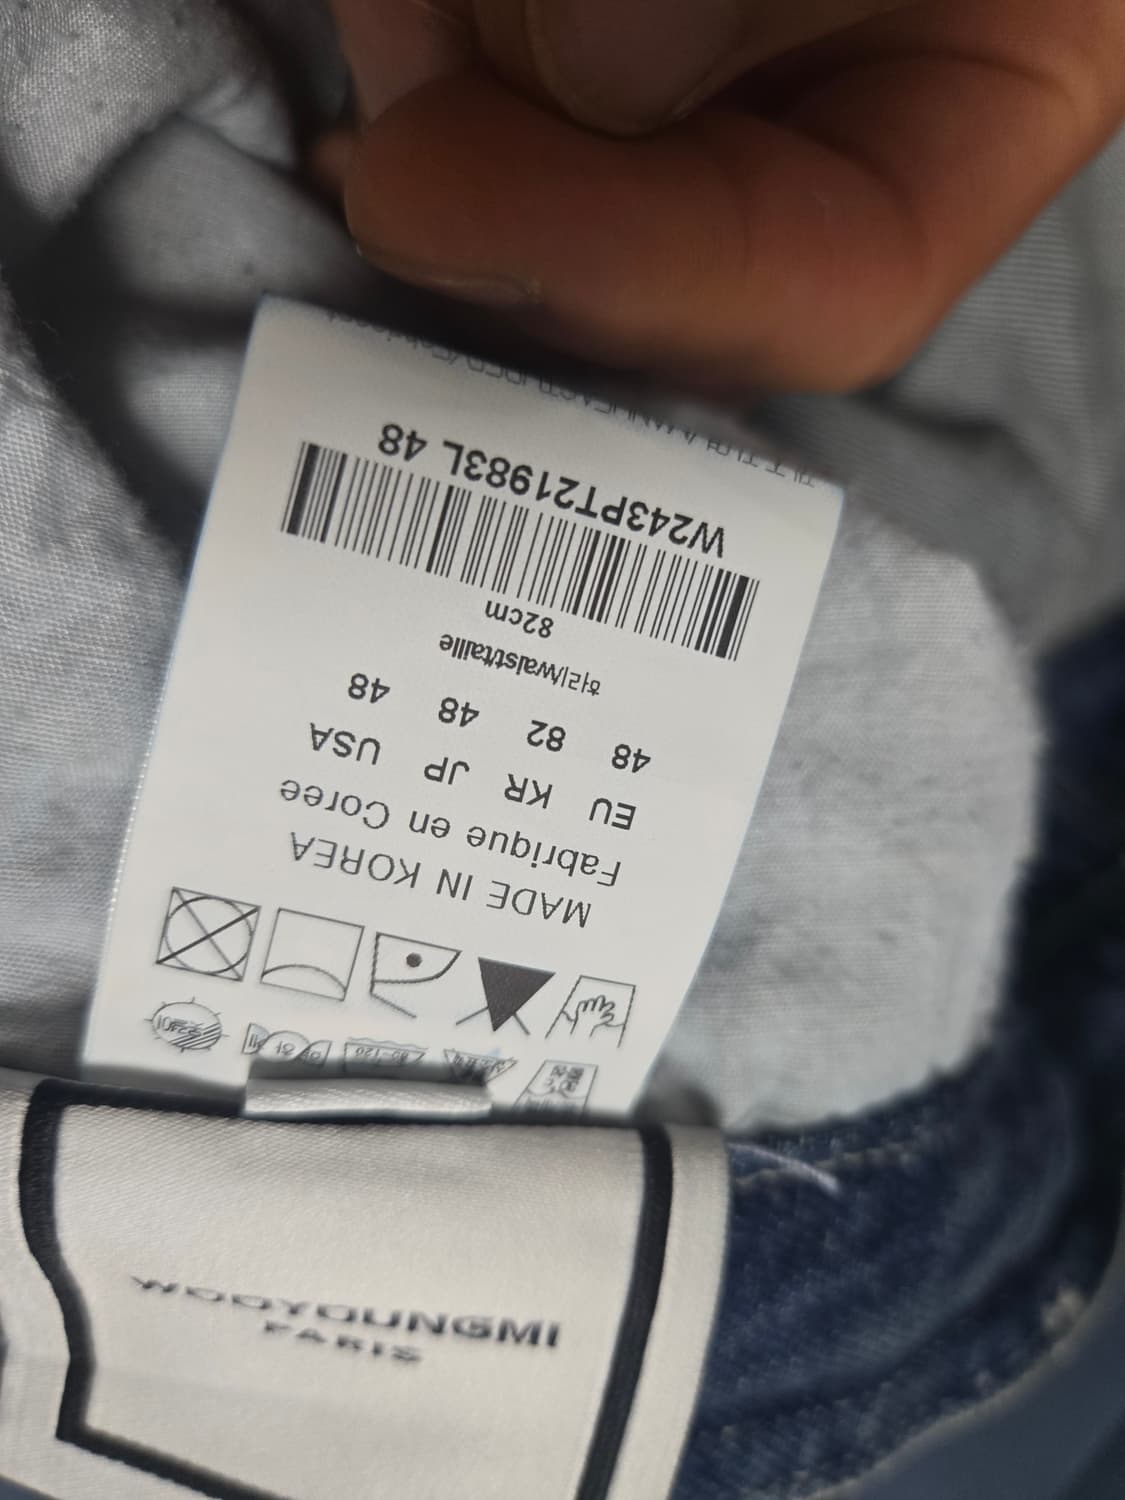 W243PT21983L 48
82cm
허리/waist/taille
48 82 48 48
EU KR JP USA
Fabrique en Coree
MADE IN KOREA
WOOYOUNGMI
PARIS